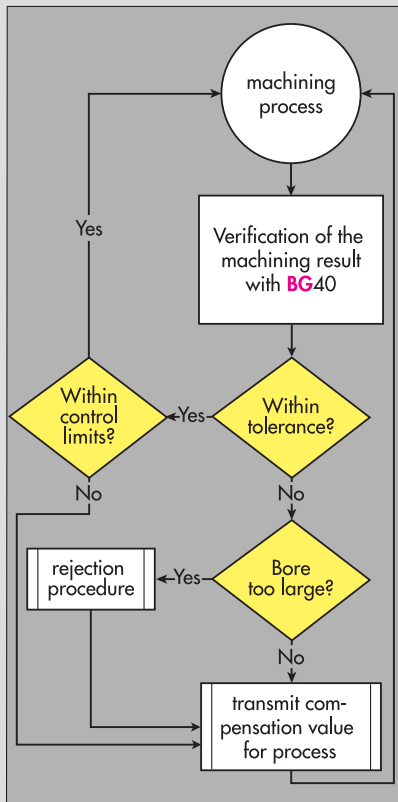 machining
process
Yes
Verification of the
machining result
with BG40
Within
control
limits?
Yes
Within
tolerance?
No
No
rejection
procedure
Yes
Bore
too large?
No
transmit com-
pensation value
for process